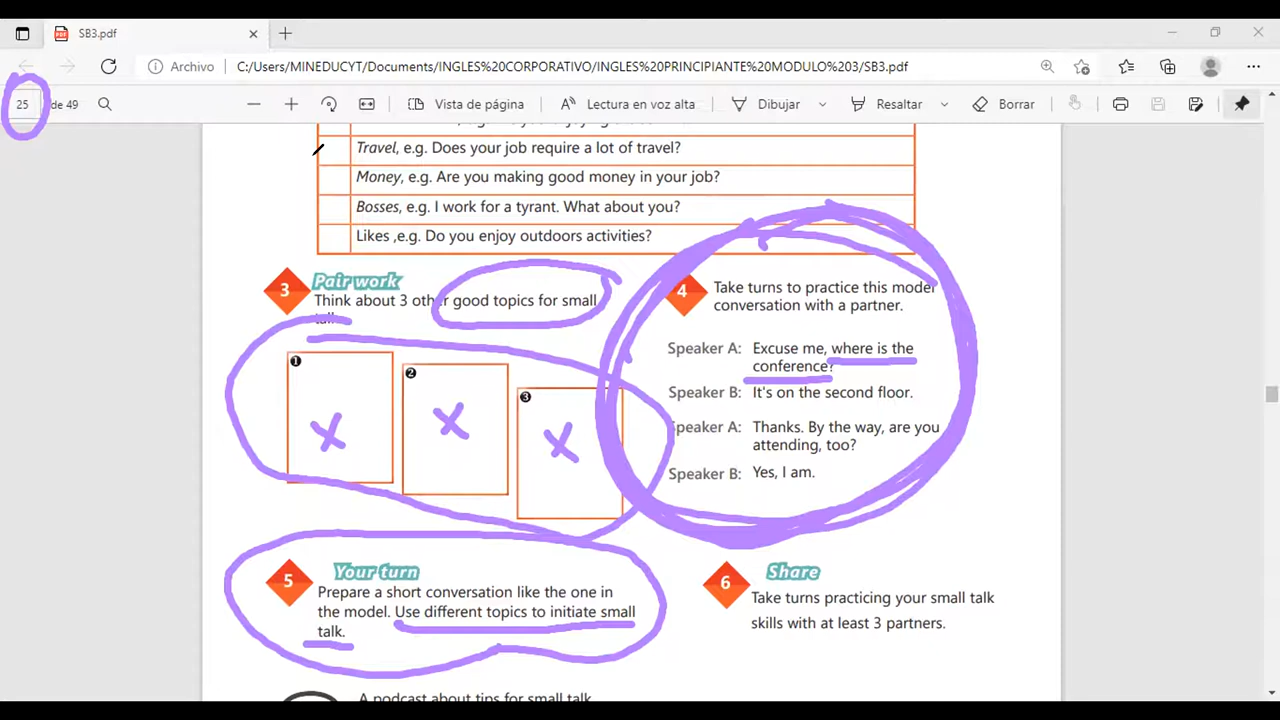 SB3.pdf
Archivo C:/Users/MINEDUCYT/Documents/INGLES%20CORPORATIVO/INGLES%20PRINCIPIANTE%20MODULO%203/SB3.pdf
25 de 49 Vista de página Lectura en voz alta Dibujar Resaltar Borrar
Travel, e.g. Does your job require a lot of travel?
Money, e.g. Are you making good money in your job?
Bosses, e.g. I work for a tyrant. What about you?
Likes ,e.g. Do you enjoy outdoors activities?
3 Pair work
Think about 3 other good topics for small
talk.
1
2
3
X X X
4 Take turns to practice this model
conversation with a partner.
Speaker A: Excuse me, where is the
conference?
Speaker B: It's on the second floor.
Speaker A: Thanks. By the way, are you
attending, too?
Speaker B: Yes, I am.
5 Your turn
Prepare a short conversation like the one in
the model. Use different topics to initiate small
talk.
6 Share
Take turns practicing your small talk
skills with at least 3 partners.
A podcast about tips for small talk